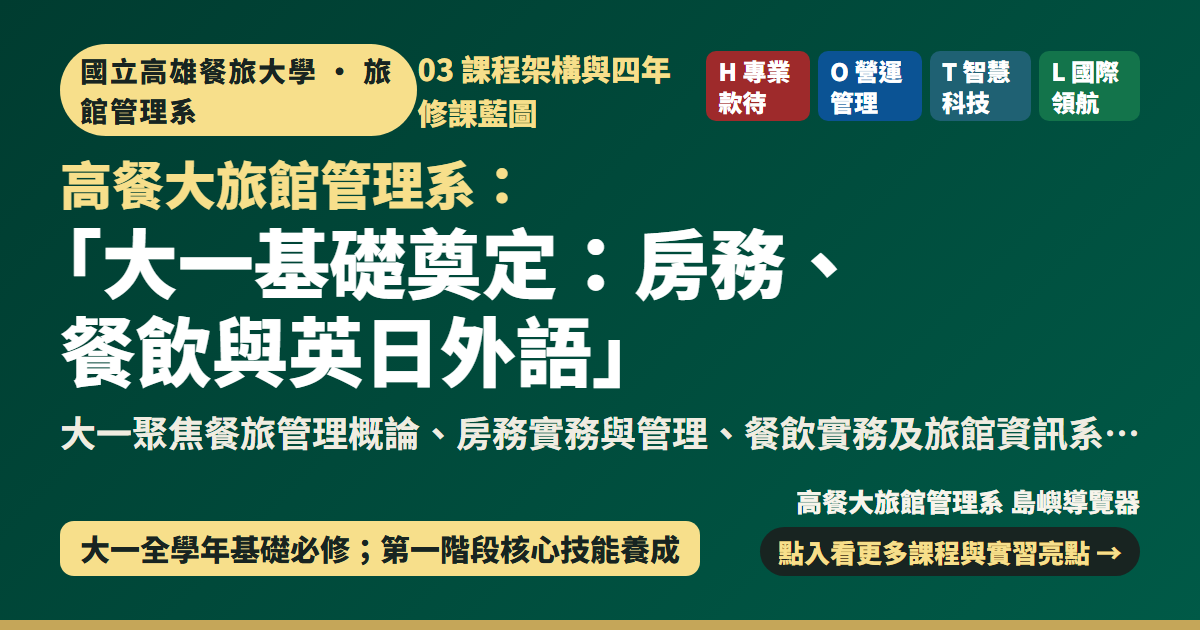 國立高雄餐旅大學 · 旅
館管理系
03 課程架構與四年
修課藍圖
H 專業
款待
O 營運
管理
T 智慧
科技
L 國際
領航
高餐大旅館管理系：
「大一基礎奠定：房務、
餐飲與英日外語」
大一聚焦餐旅管理概論、房務實務與管理、餐飲實務及旅館資訊系…
高餐大旅館管理系 島嶼導覽器
大一全學年基礎必修；第一階段核心技能養成
點入看更多課程與實習亮點 →